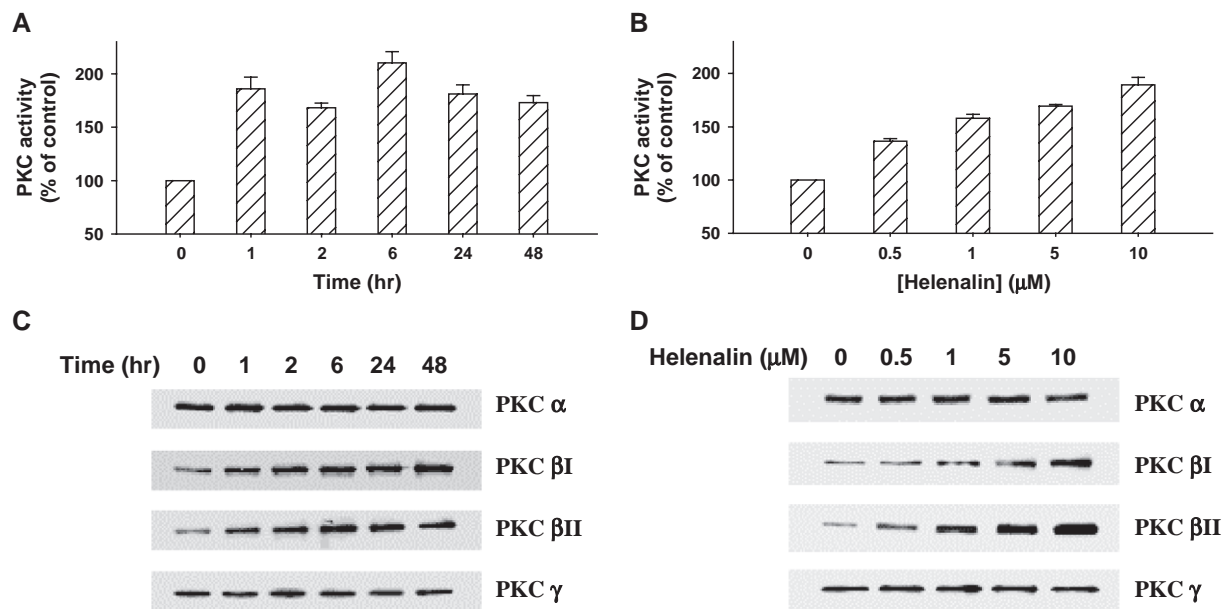 A
PKC activity
(% of control)
200
150
100
50
0 1 2 6 24 48
Time (hr)
B
PKC activity
(% of control)
200
150
100
50
0 0.5 1 5 10
[Helenalin] (μM)
C
Time (hr) 0 1 2 6 24 48
PKC α
PKC βI
PKC βII
PKC γ
D
Helenalin (μM) 0 0.5 1 5 10
PKC α
PKC βI
PKC βII
PKC γ